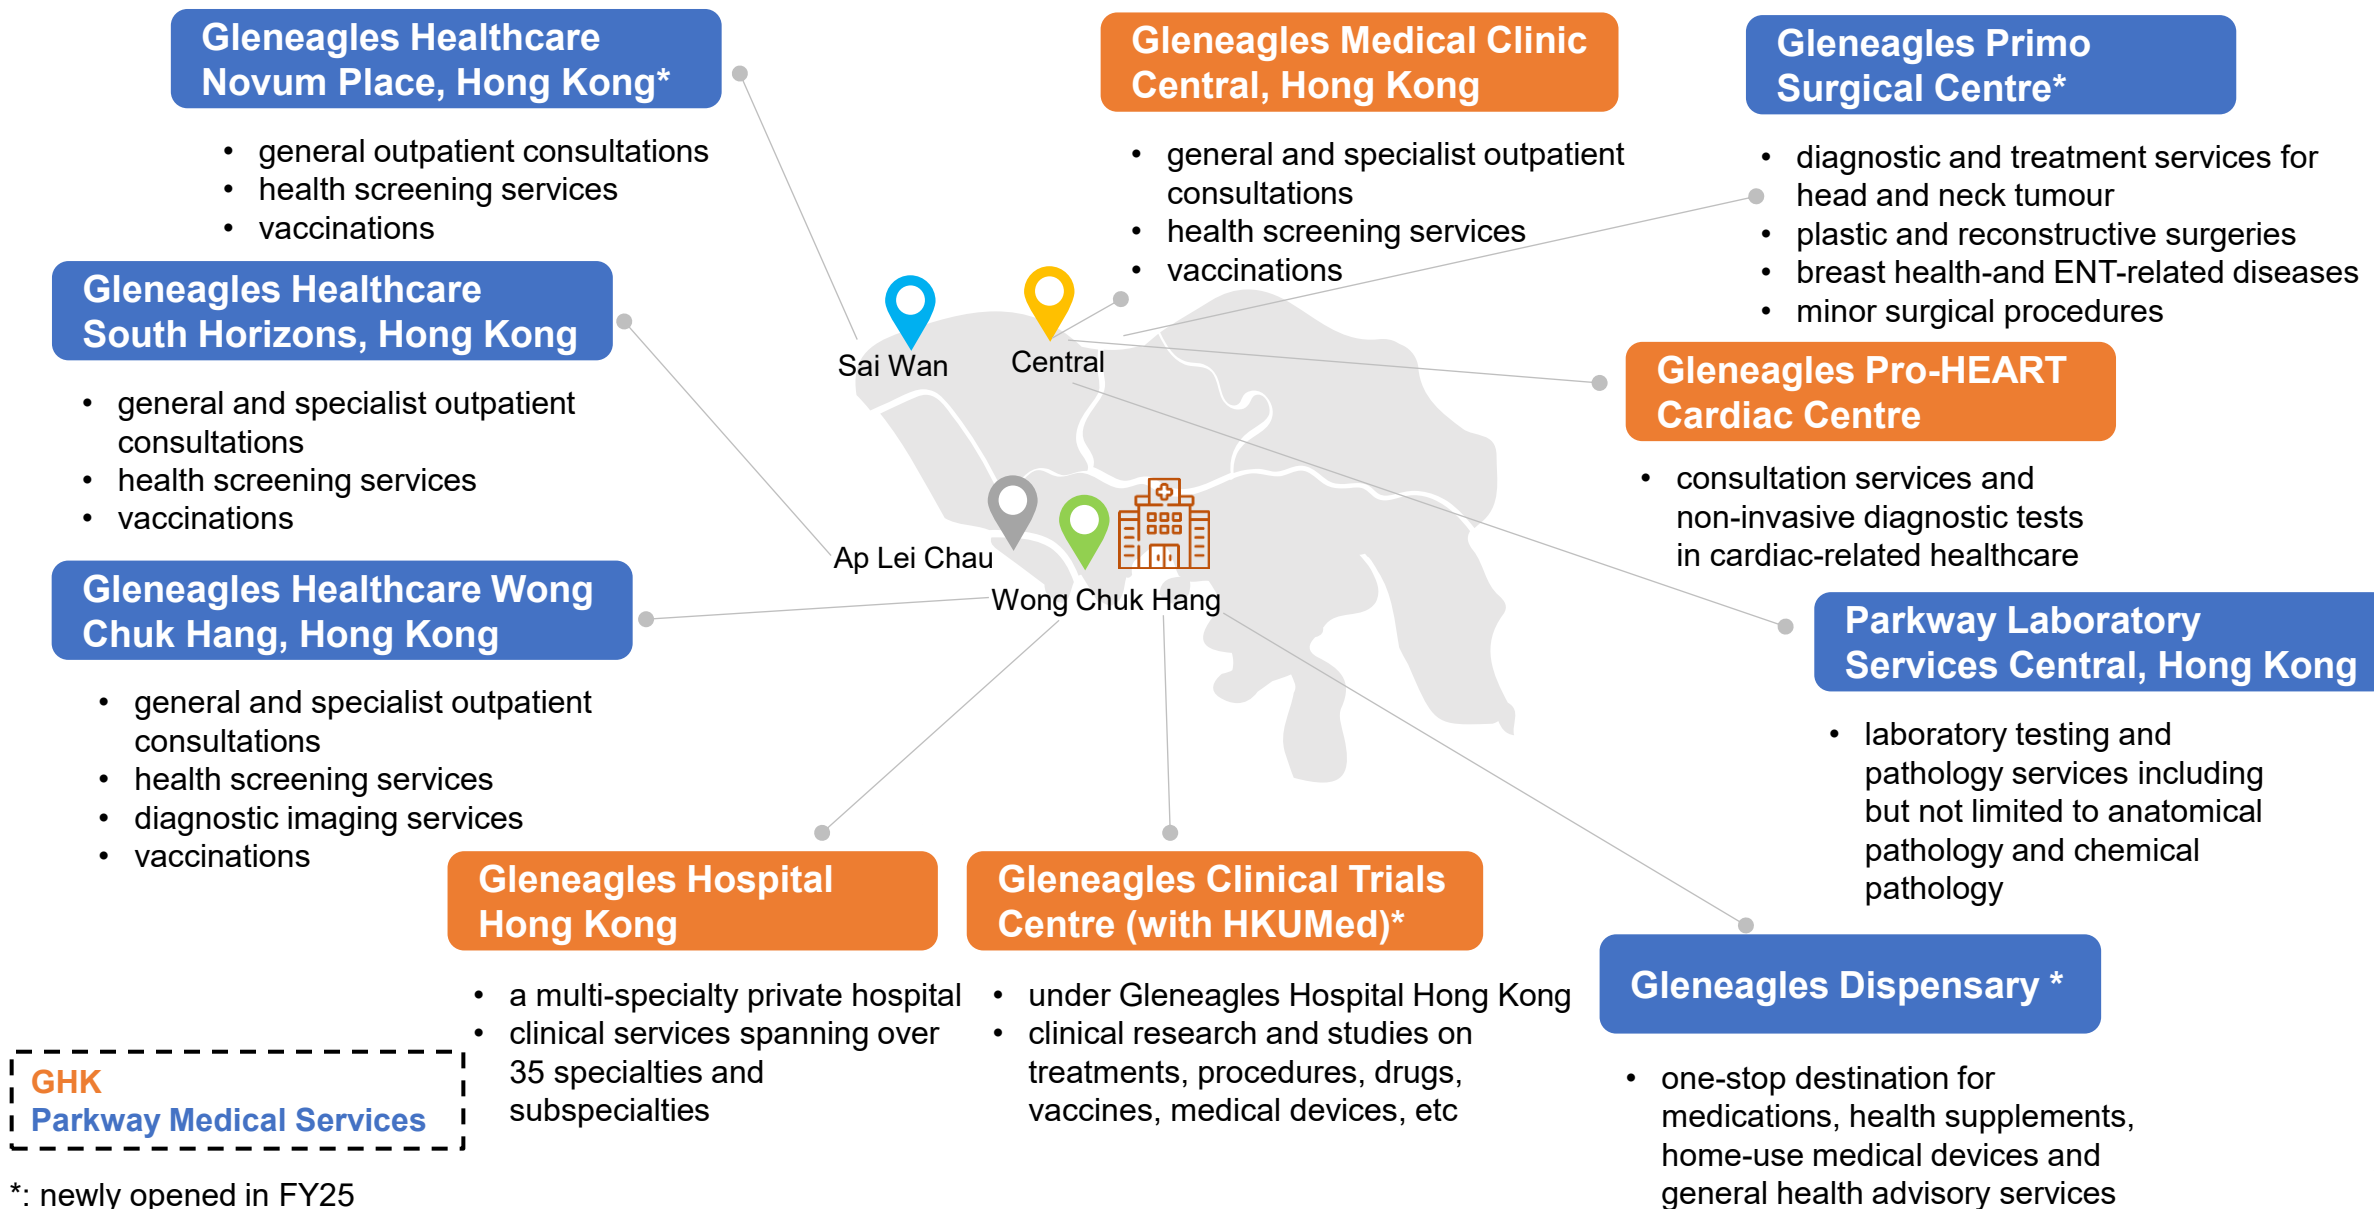 Gleneagles Healthcare
Novum Place, Hong Kong*
• general outpatient consultations
• health screening services
• vaccinations
Gleneagles Medical Clinic
Central, Hong Kong
• general and specialist outpatient
consultations
• health screening services
• vaccinations
Gleneagles Primo
Surgical Centre*
• diagnostic and treatment services for
• head and neck tumour
• plastic and reconstructive surgeries
• breast health-and ENT-related diseases
• minor surgical procedures
Gleneagles Healthcare
South Horizons, Hong Kong
• general and specialist outpatient
consultations
• health screening services
• vaccinations
Sai Wan
Central
Ap Lei Chau
Wong Chuk Hang
Gleneagles Pro-HEART
Cardiac Centre
• consultation services and
non-invasive diagnostic tests
in cardiac-related healthcare
Gleneagles Healthcare Wong
Chuk Hang, Hong Kong
• general and specialist outpatient
consultations
• health screening services
• diagnostic imaging services
• vaccinations
Parkway Laboratory
Services Central, Hong Kong
• laboratory testing and
pathology services including
but not limited to anatomical
pathology and chemical
pathology
Gleneagles Hospital
Hong Kong
• a multi-specialty private hospital
• clinical services spanning over
35 specialties and
subspecialties
Gleneagles Clinical Trials
Centre (with HKUMed)*
• under Gleneagles Hospital Hong Kong
• clinical research and studies on
treatments, procedures, drugs,
vaccines, medical devices, etc
Gleneagles Dispensary *
• one-stop destination for
medications, health supplements,
home-use medical devices and
general health advisory services
GHK
Parkway Medical Services
*: newly opened in FY25